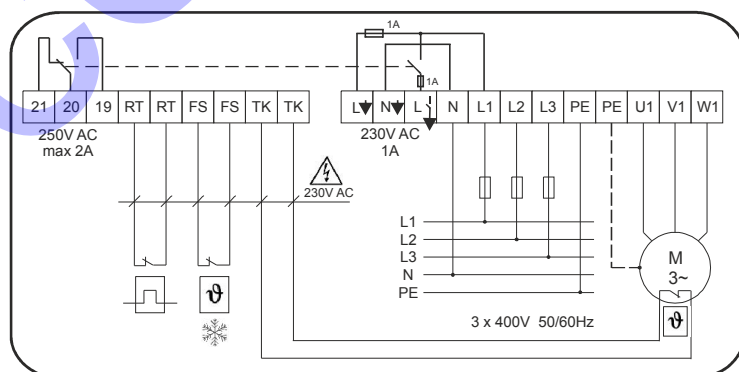 1A
1A
21 20 19 RT RT FS FS TK TK L N L N L1 L2 L3 PE PE U1 V1 W1
250V AC
max 2A
230V AC
1A
230V AC
L1
L2
L3
N
PE
M
3~
ϑ
ϑ
3 x 400V 50/60Hz